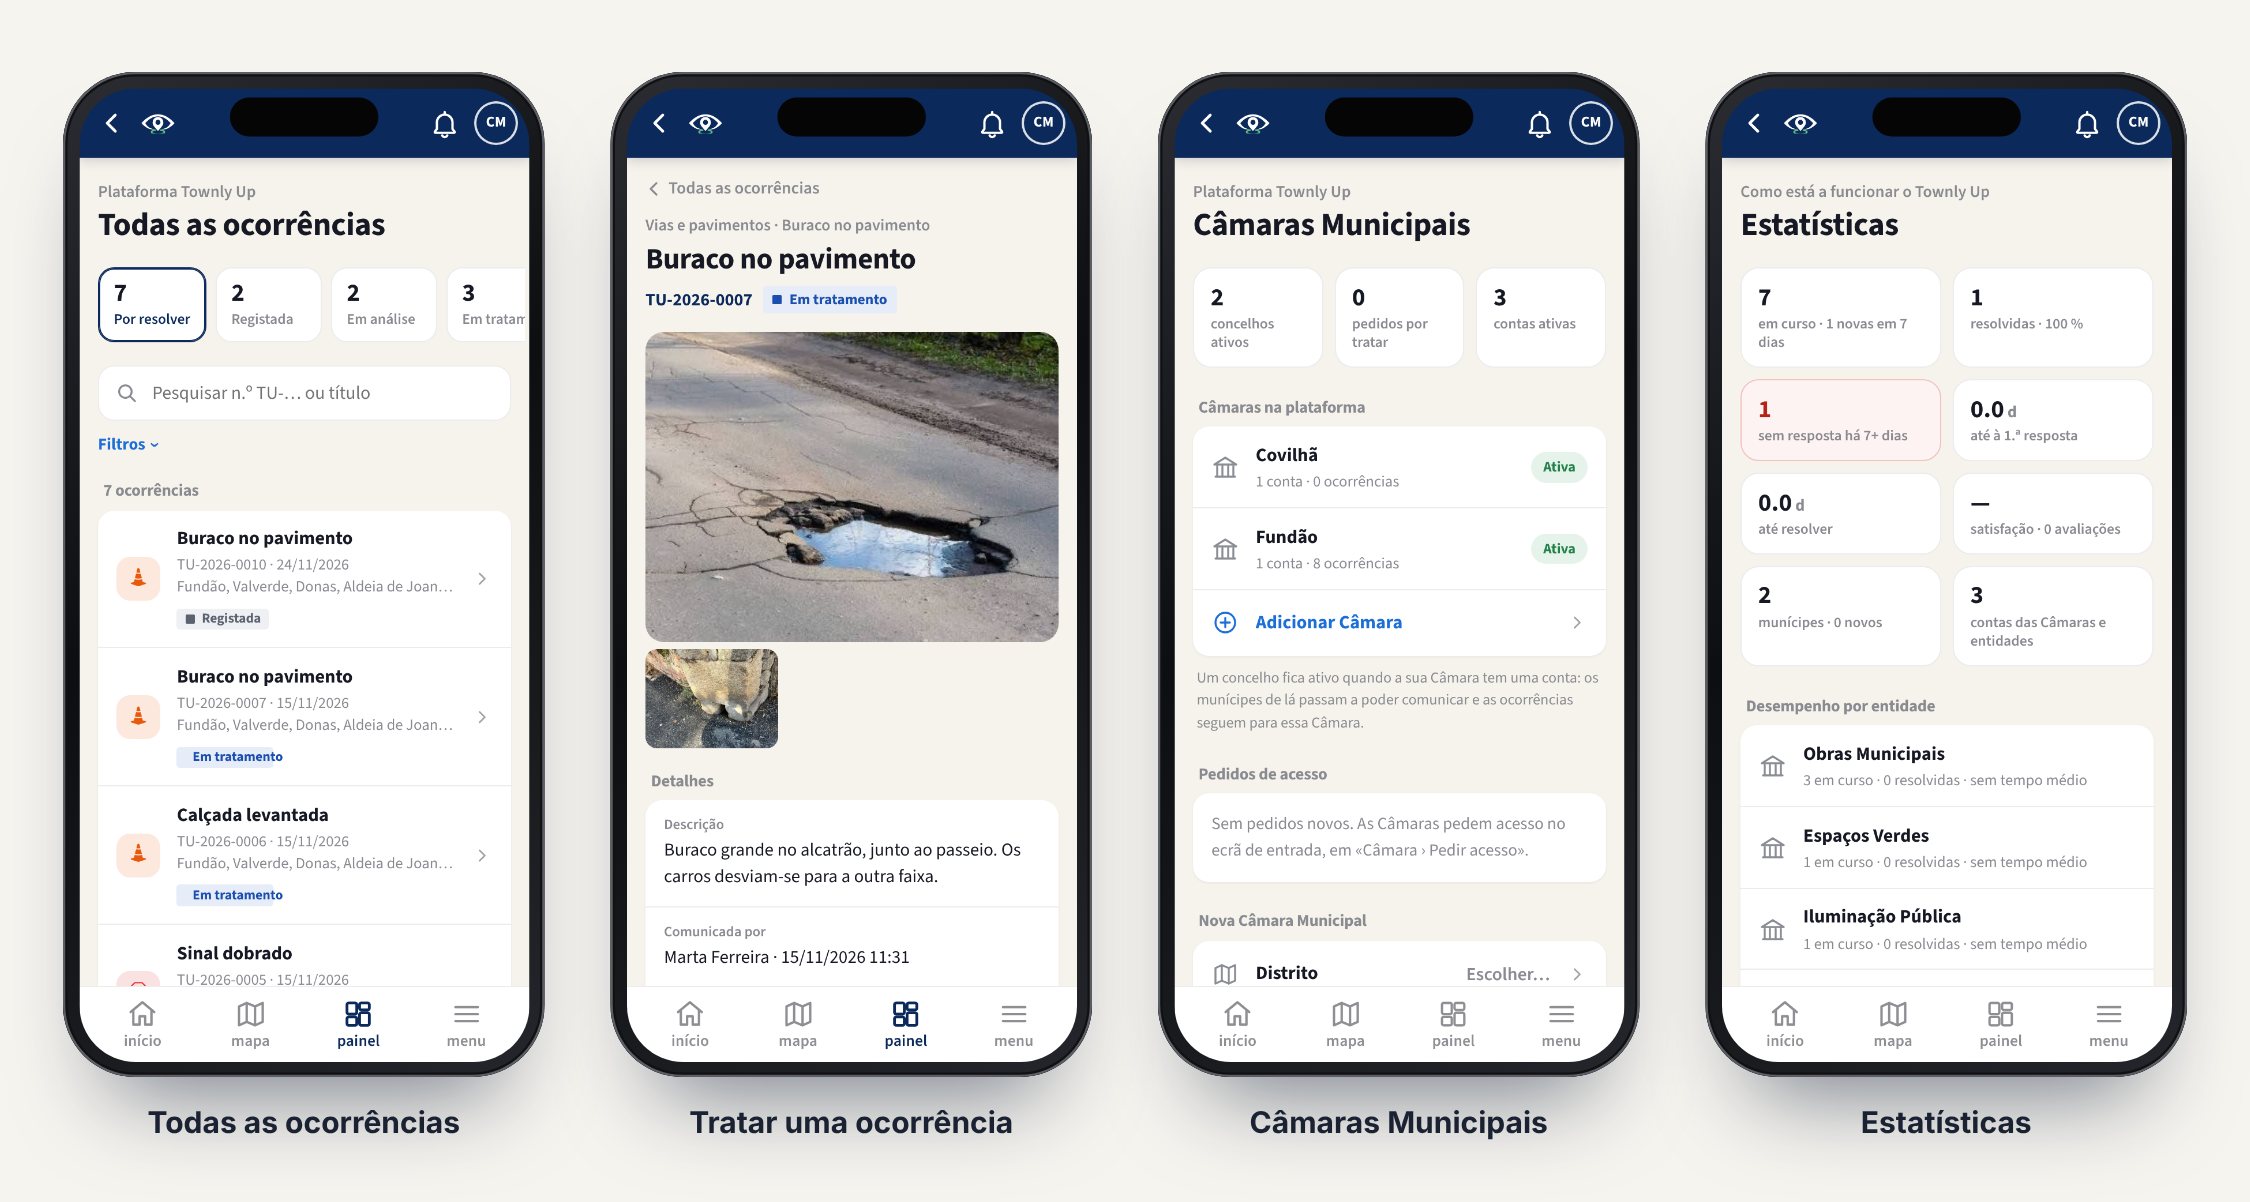 CM
Plataforma Townly Up
Todas as ocorrências
7
Por resolver
2
Registada
2
Em análise
3
Em tratam
Pesquisar n.º TU-… ou título
Filtros
7 ocorrências
Buraco no pavimento
TU-2026-0010 · 24/11/2026
Fundão, Valverde, Donas, Aldeia de Joan…
Registada
Buraco no pavimento
TU-2026-0007 · 15/11/2026
Fundão, Valverde, Donas, Aldeia de Joan…
Em tratamento
Calçada levantada
TU-2026-0006 · 15/11/2026
Fundão, Valverde, Donas, Aldeia de Joan…
Em tratamento
Sinal dobrado
TU-2026-0005 · 15/11/2026
início
mapa
painel
menu
Todas as ocorrências
CM
Todas as ocorrências
Vias e pavimentos · Buraco no pavimento
Buraco no pavimento
TU-2026-0007
Em tratamento
Detalhes
Descrição
Buraco grande no alcatrão, junto ao passeio. Os
carros desviam-se para a outra faixa.
Comunicada por
Marta Ferreira · 15/11/2026 11:31
início
mapa
painel
menu
Tratar uma ocorrência
CM
Plataforma Townly Up
Câmaras Municipais
2
concelhos
ativos
0
pedidos por
tratar
3
contas ativas
Câmaras na plataforma
Covilhã
1 conta · 0 ocorrências
Ativa
Fundão
1 conta · 8 ocorrências
Ativa
Adicionar Câmara
Um concelho fica ativo quando a sua Câmara tem uma conta: os
munícipes de lá passam a poder comunicar e as ocorrências
seguem para essa Câmara.
Pedidos de acesso
Sem pedidos novos. As Câmaras pedem acesso no
ecrã de entrada, em «Câmara › Pedir acesso».
Nova Câmara Municipal
Distrito
Escolher…
início
mapa
painel
menu
Câmaras Municipais
CM
Como está a funcionar o Townly Up
Estatísticas
7
em curso · 1 novas em 7
dias
1
resolvidas · 100 %
1
sem resposta há 7+ dias
0.0 d
até à 1.ª resposta
0.0 d
até resolver
—
satisfação · 0 avaliações
2
munícipes · 0 novos
3
contas das Câmaras e
entidades
Desempenho por entidade
Obras Municipais
3 em curso · 0 resolvidas · sem tempo médio
Espaços Verdes
1 em curso · 0 resolvidas · sem tempo médio
Iluminação Pública
1 em curso · 0 resolvidas · sem tempo médio
início
mapa
painel
menu
Estatísticas